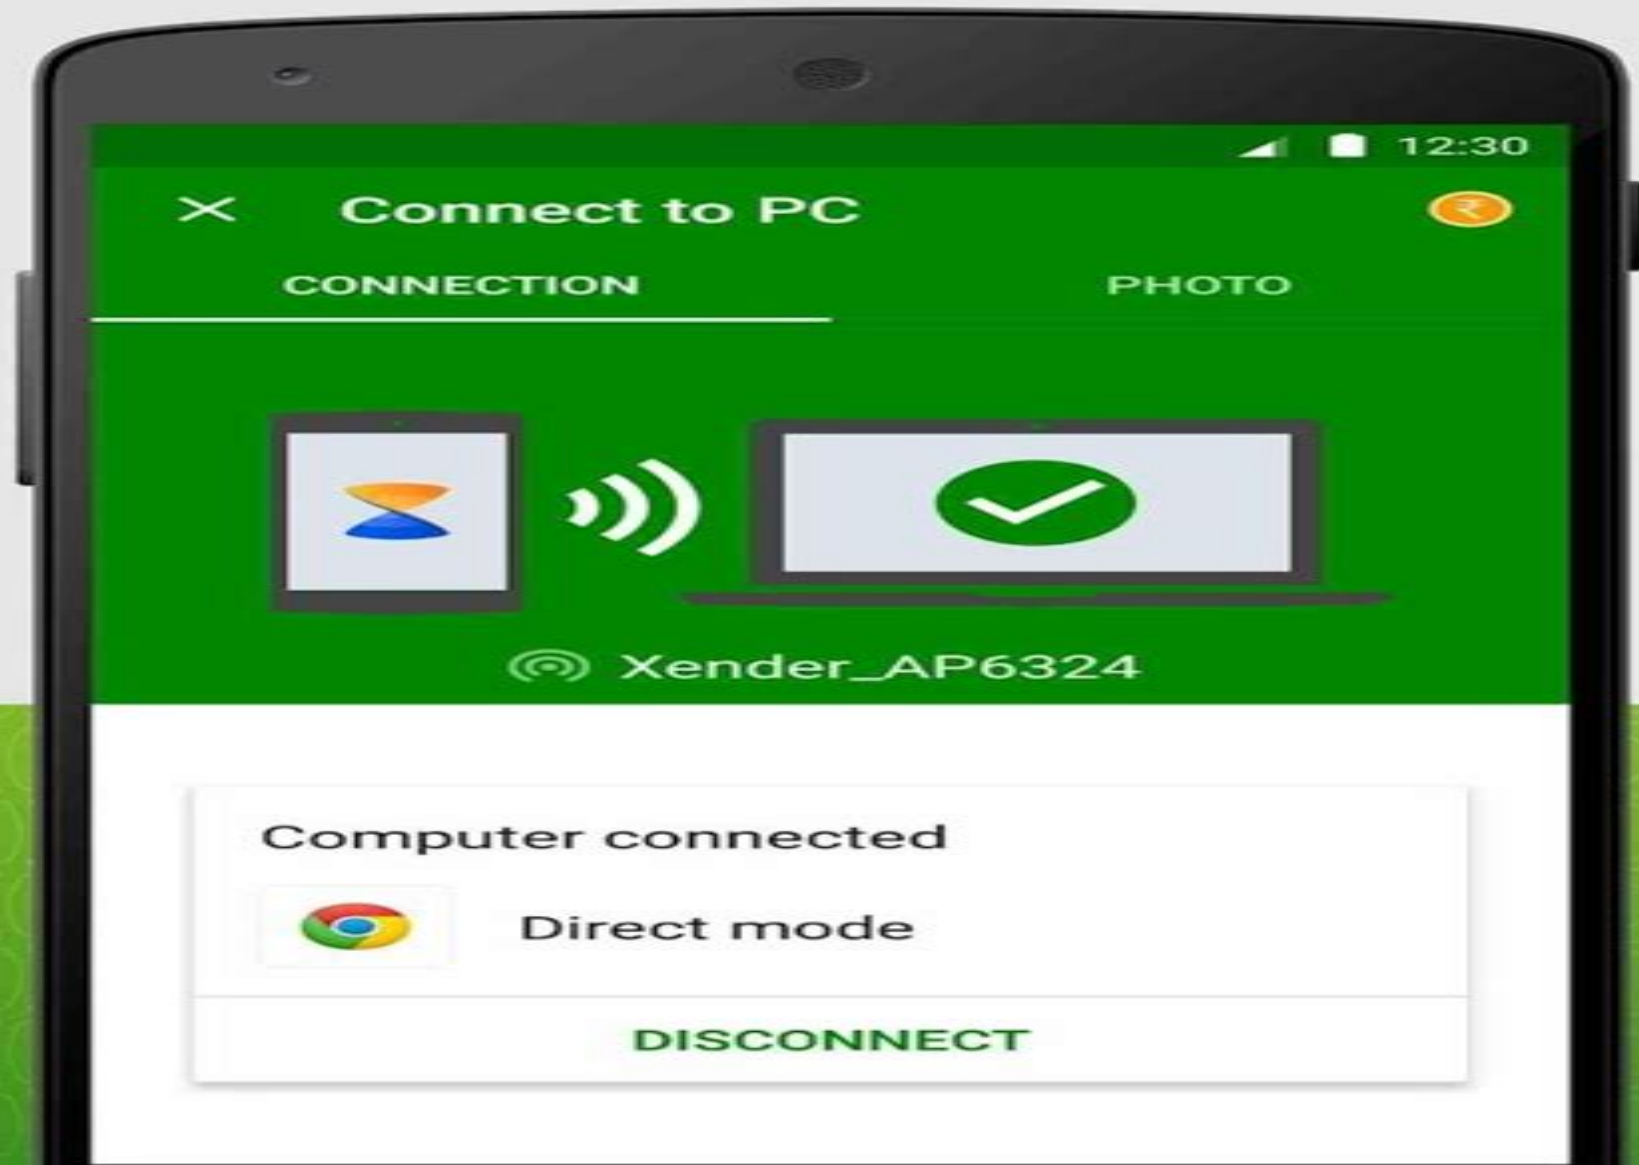 12:30
Connect to PC
₹
CONNECTION PHOTO
Xender_AP6324
Computer connected
Direct mode
DISCONNECT